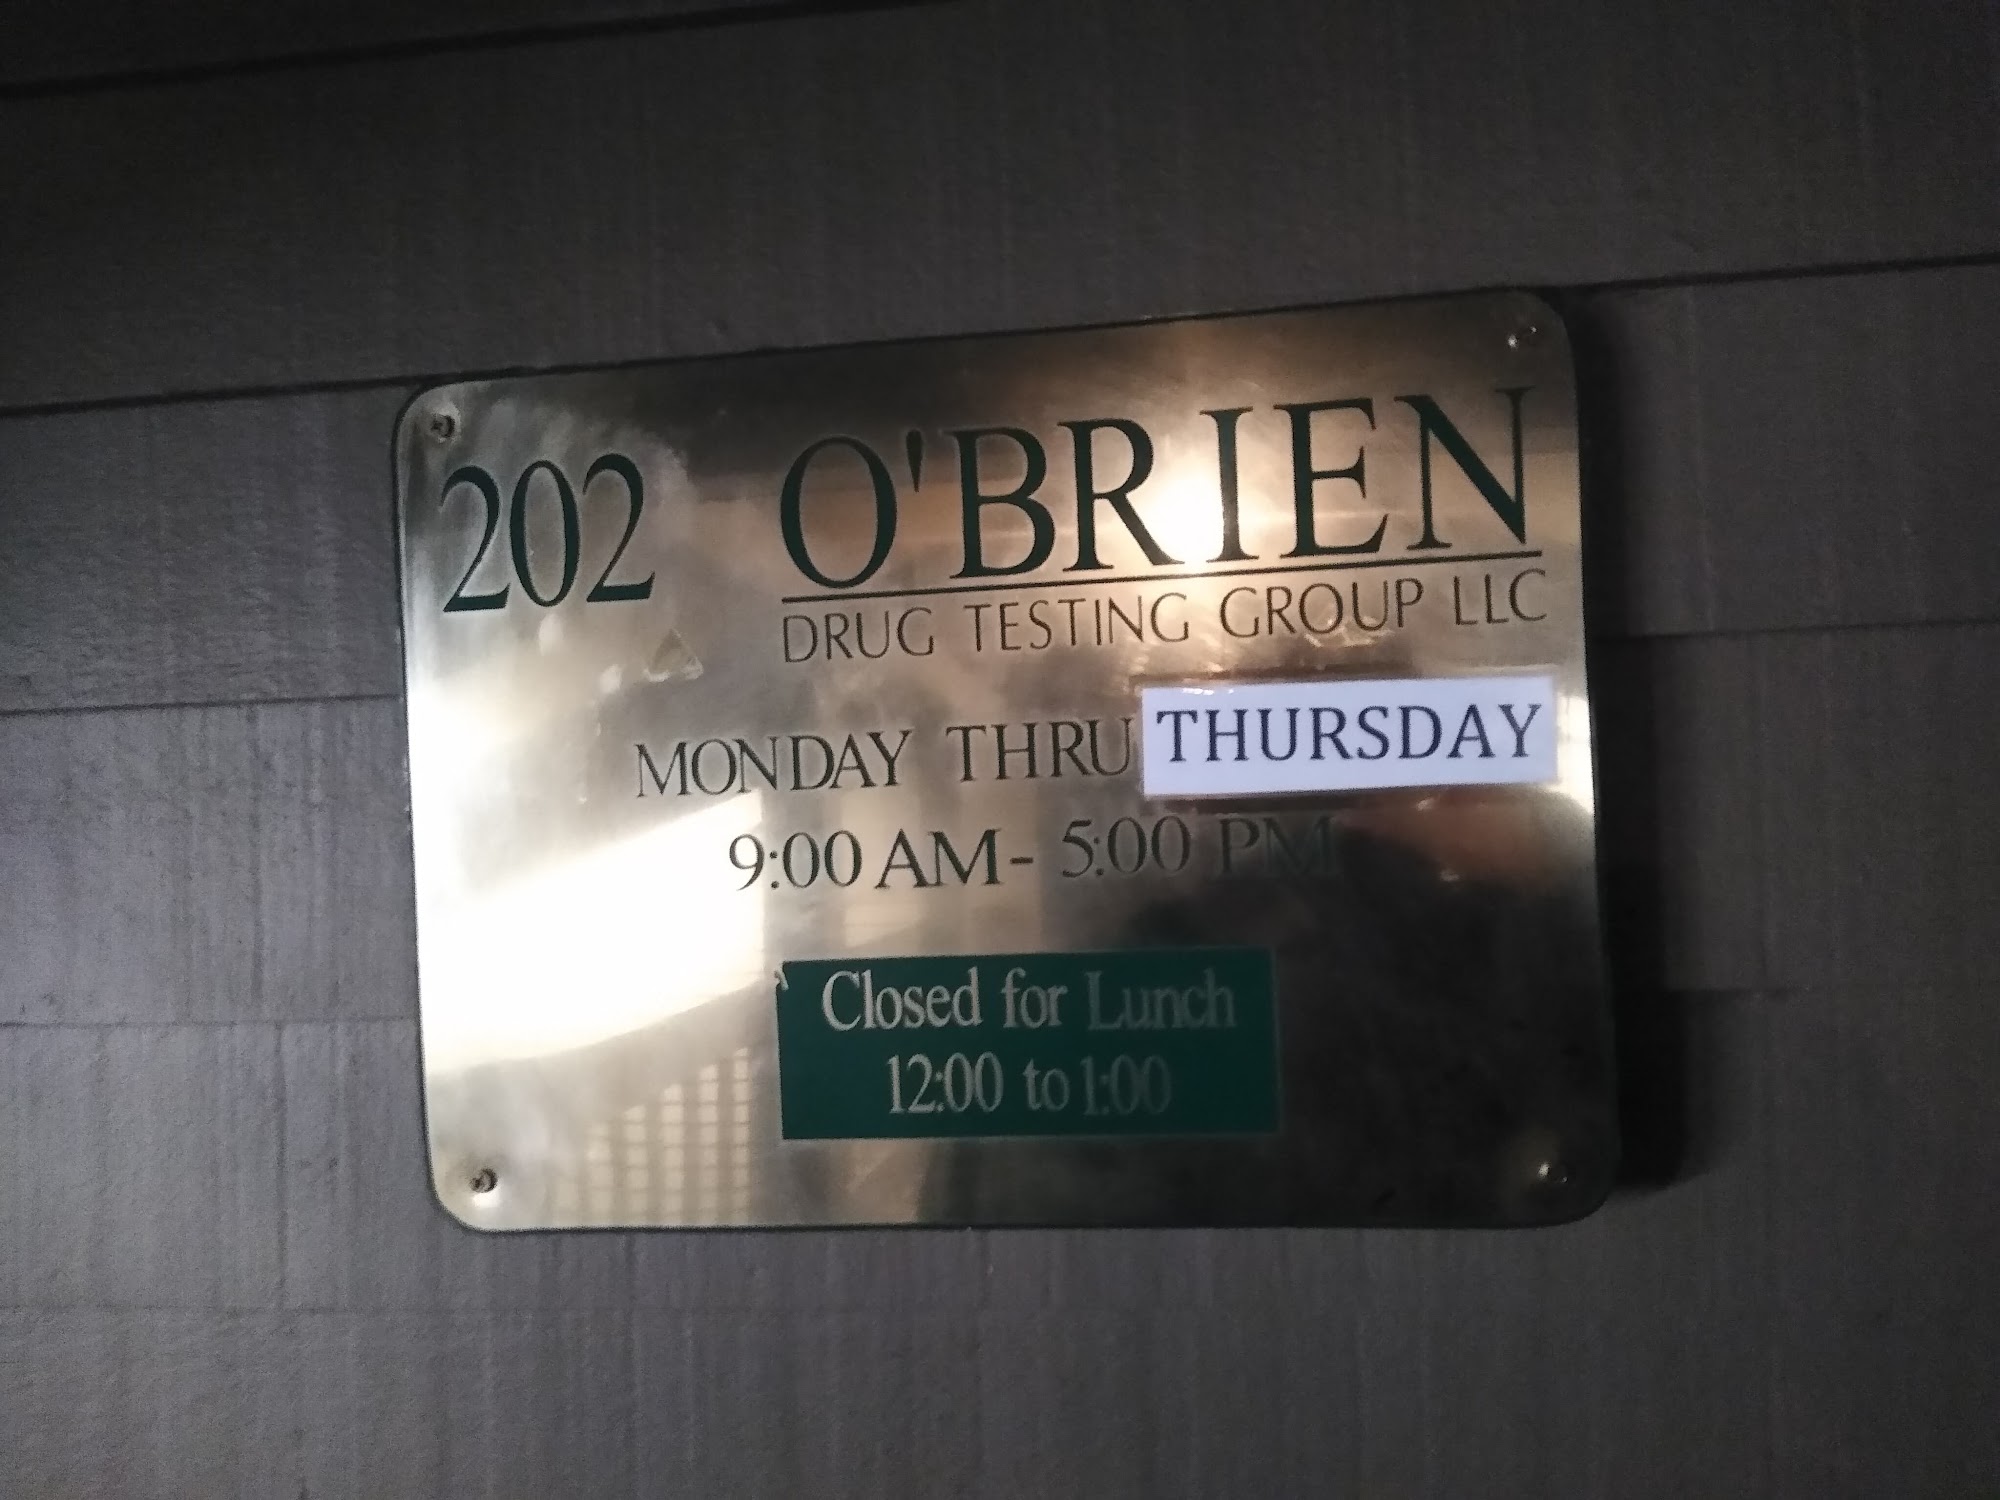 202 O'BRIEN
DRUG TESTING GROUP LLC
MONDAY THRU THURSDAY
9:00 AM- 5:00 PM
Closed for Lunch
12:00 to 1:00